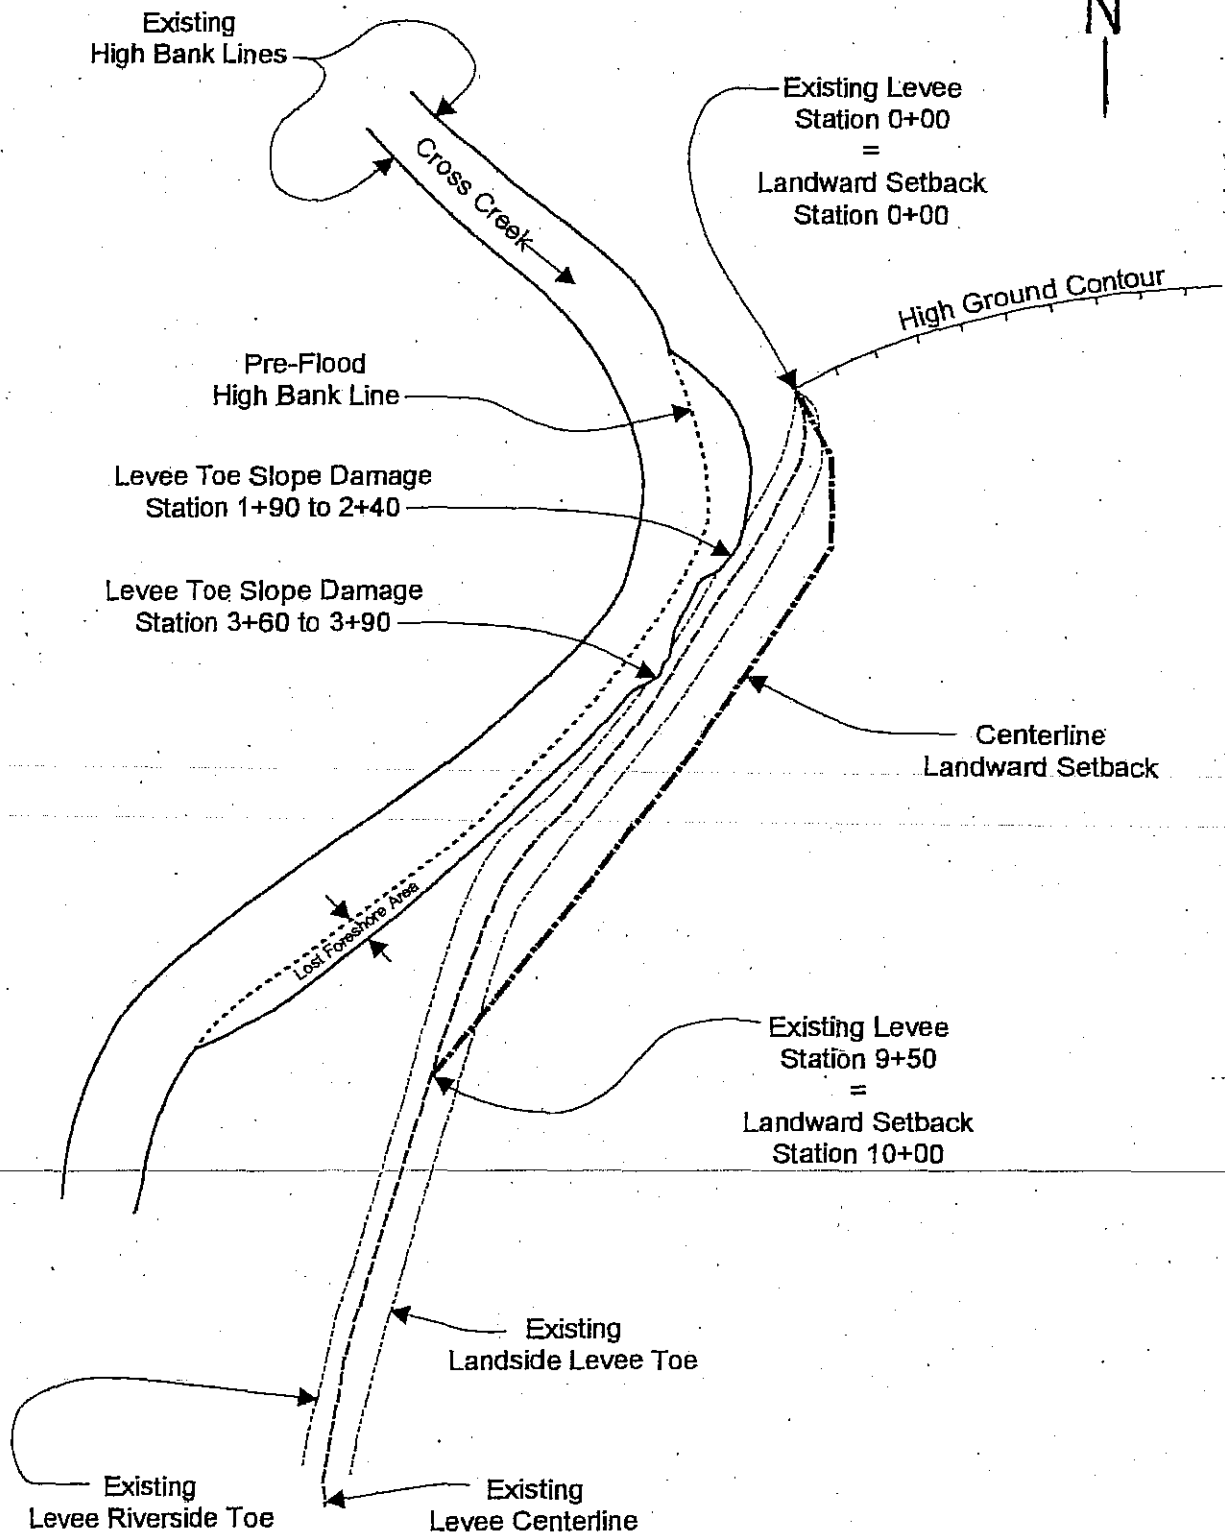 N
Existing
High Bank Lines
Existing Levee
Station 0+00
=
Landward Setback
Station 0+00
Cross Creek
High Ground Contour
Pre-Flood
High Bank Line
Levee Toe Slope Damage
Station 1+90 to 2+40
Levee Toe Slope Damage
Station 3+60 to 3+90
Centerline
Landward Setback
Lost Foreshore Area
Existing Levee
Station 9+50
=
Landward Setback
Station 10+00
Existing
Landside Levee Toe
Existing
Levee Riverside Toe
Existing
Levee Centerline